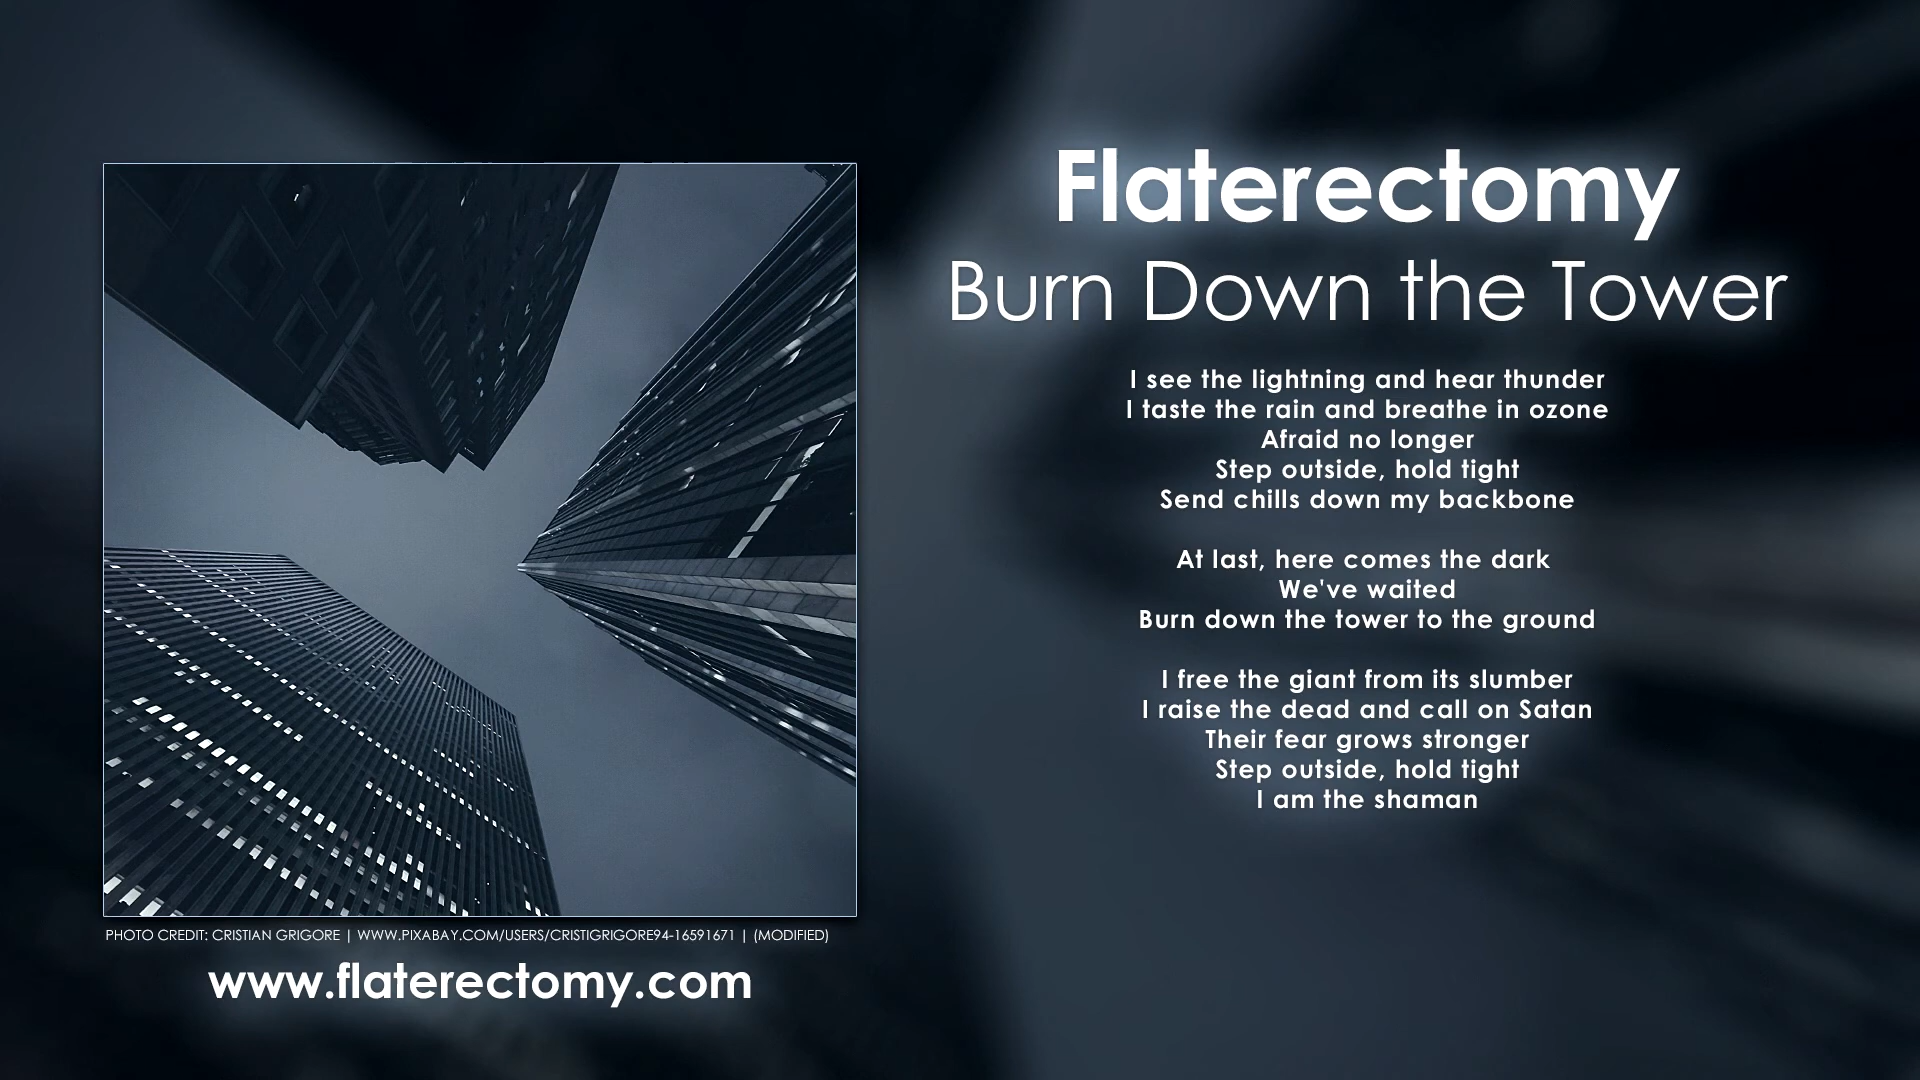 Flaterectomy
Burn Down the Tower
I see the lightning and hear thunder
I taste the rain and breathe in ozone
Afraid no longer
Step outside, hold tight
Send chills down my backbone
At last, here comes the dark
We've waited
Burn down the tower to the ground
I free the giant from its slumber
I raise the dead and call on Satan
Their fear grows stronger
Step outside, hold tight
I am the shaman
PHOTO CREDIT: CRISTIAN GRIGORE | WWW.PIXABAY.COM/USERS/CRISTIGRIGORE94-16591671 | (MODIFIED)
www.flaterectomy.com